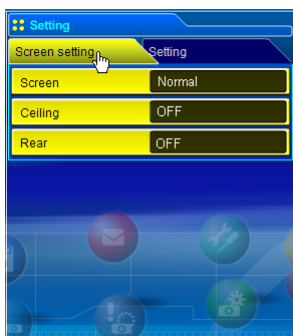 Setting
Screen setting Setting
Screen Normal
Ceiling OFF
Rear OFF